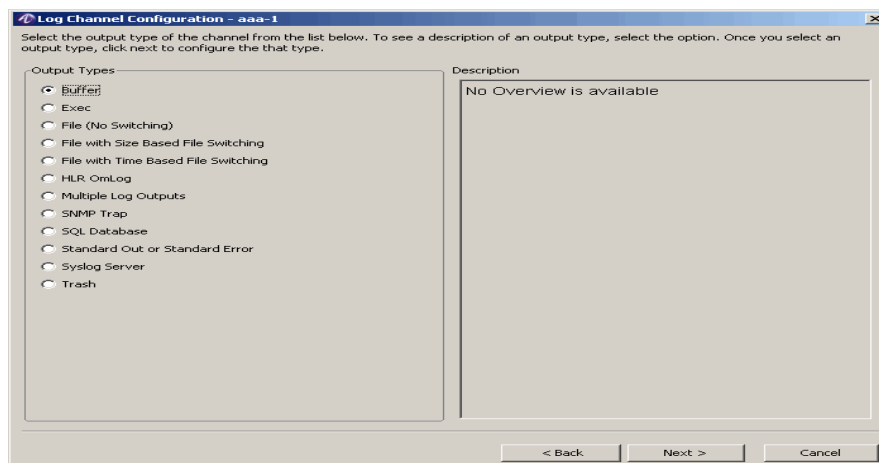 Log Channel Configuration - aaa-1
Select the output type of the channel from the list below. To see a description of an output type, select the option. Once you select an
output type, click next to configure the that type.
Output Types
Buffer
Exec
File (No Switching)
File with Size Based File Switching
File with Time Based File Switching
HLR OmLog
Multiple Log Outputs
SNMP Trap
SQL Database
Standard Out or Standard Error
Syslog Server
Trash
Description
No Overview is available
< Back
Next >
Cancel